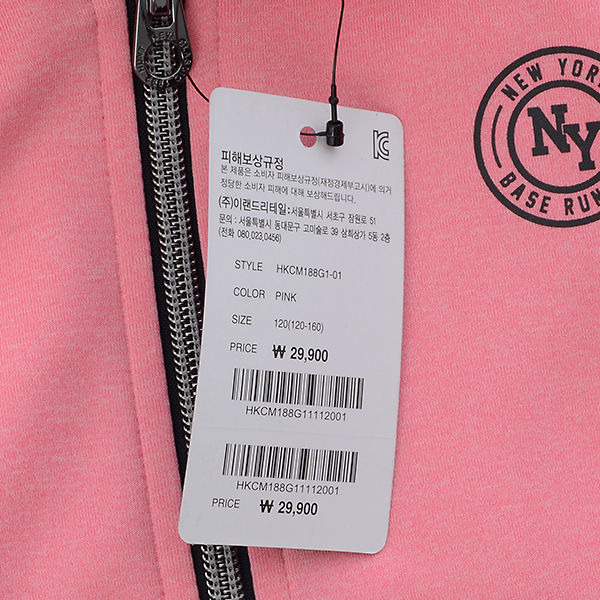 피해보상규정
본 제품은 소비자 피해보상규정(재정경제부고시)에 의거
정당한 소비자 피해에 대해 보상해드립니다.
(주)이랜드리테일:서울특별시 서초구 잠원로 51
문의 : 서울특별시 동대문구 고미술로 39 삼희상가 5동 2층
(전화 080,023,0456)
STYLE HKCM188G1-01
COLOR PINK
SIZE 120(120-160)
PRICE ₩ 29,900
HKCM188G11112001
HKCM188G11112001
PRICE ₩ 29,900
NEW YORK
NY
BASE RUN